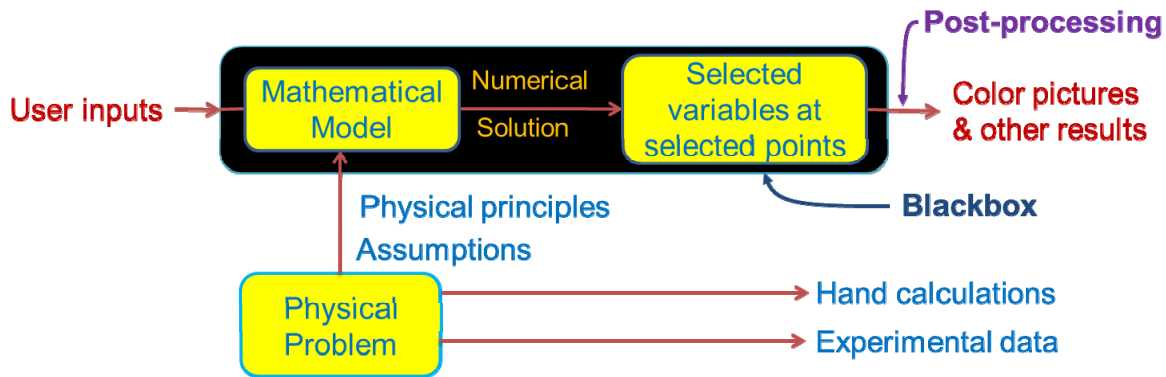 Post-processing
User inputs
Mathematical
Model
Numerical
Solution
Selected
variables at
selected points
Color pictures
& other results
Physical principles
Assumptions
Blackbox
Physical
Problem
Hand calculations
Experimental data